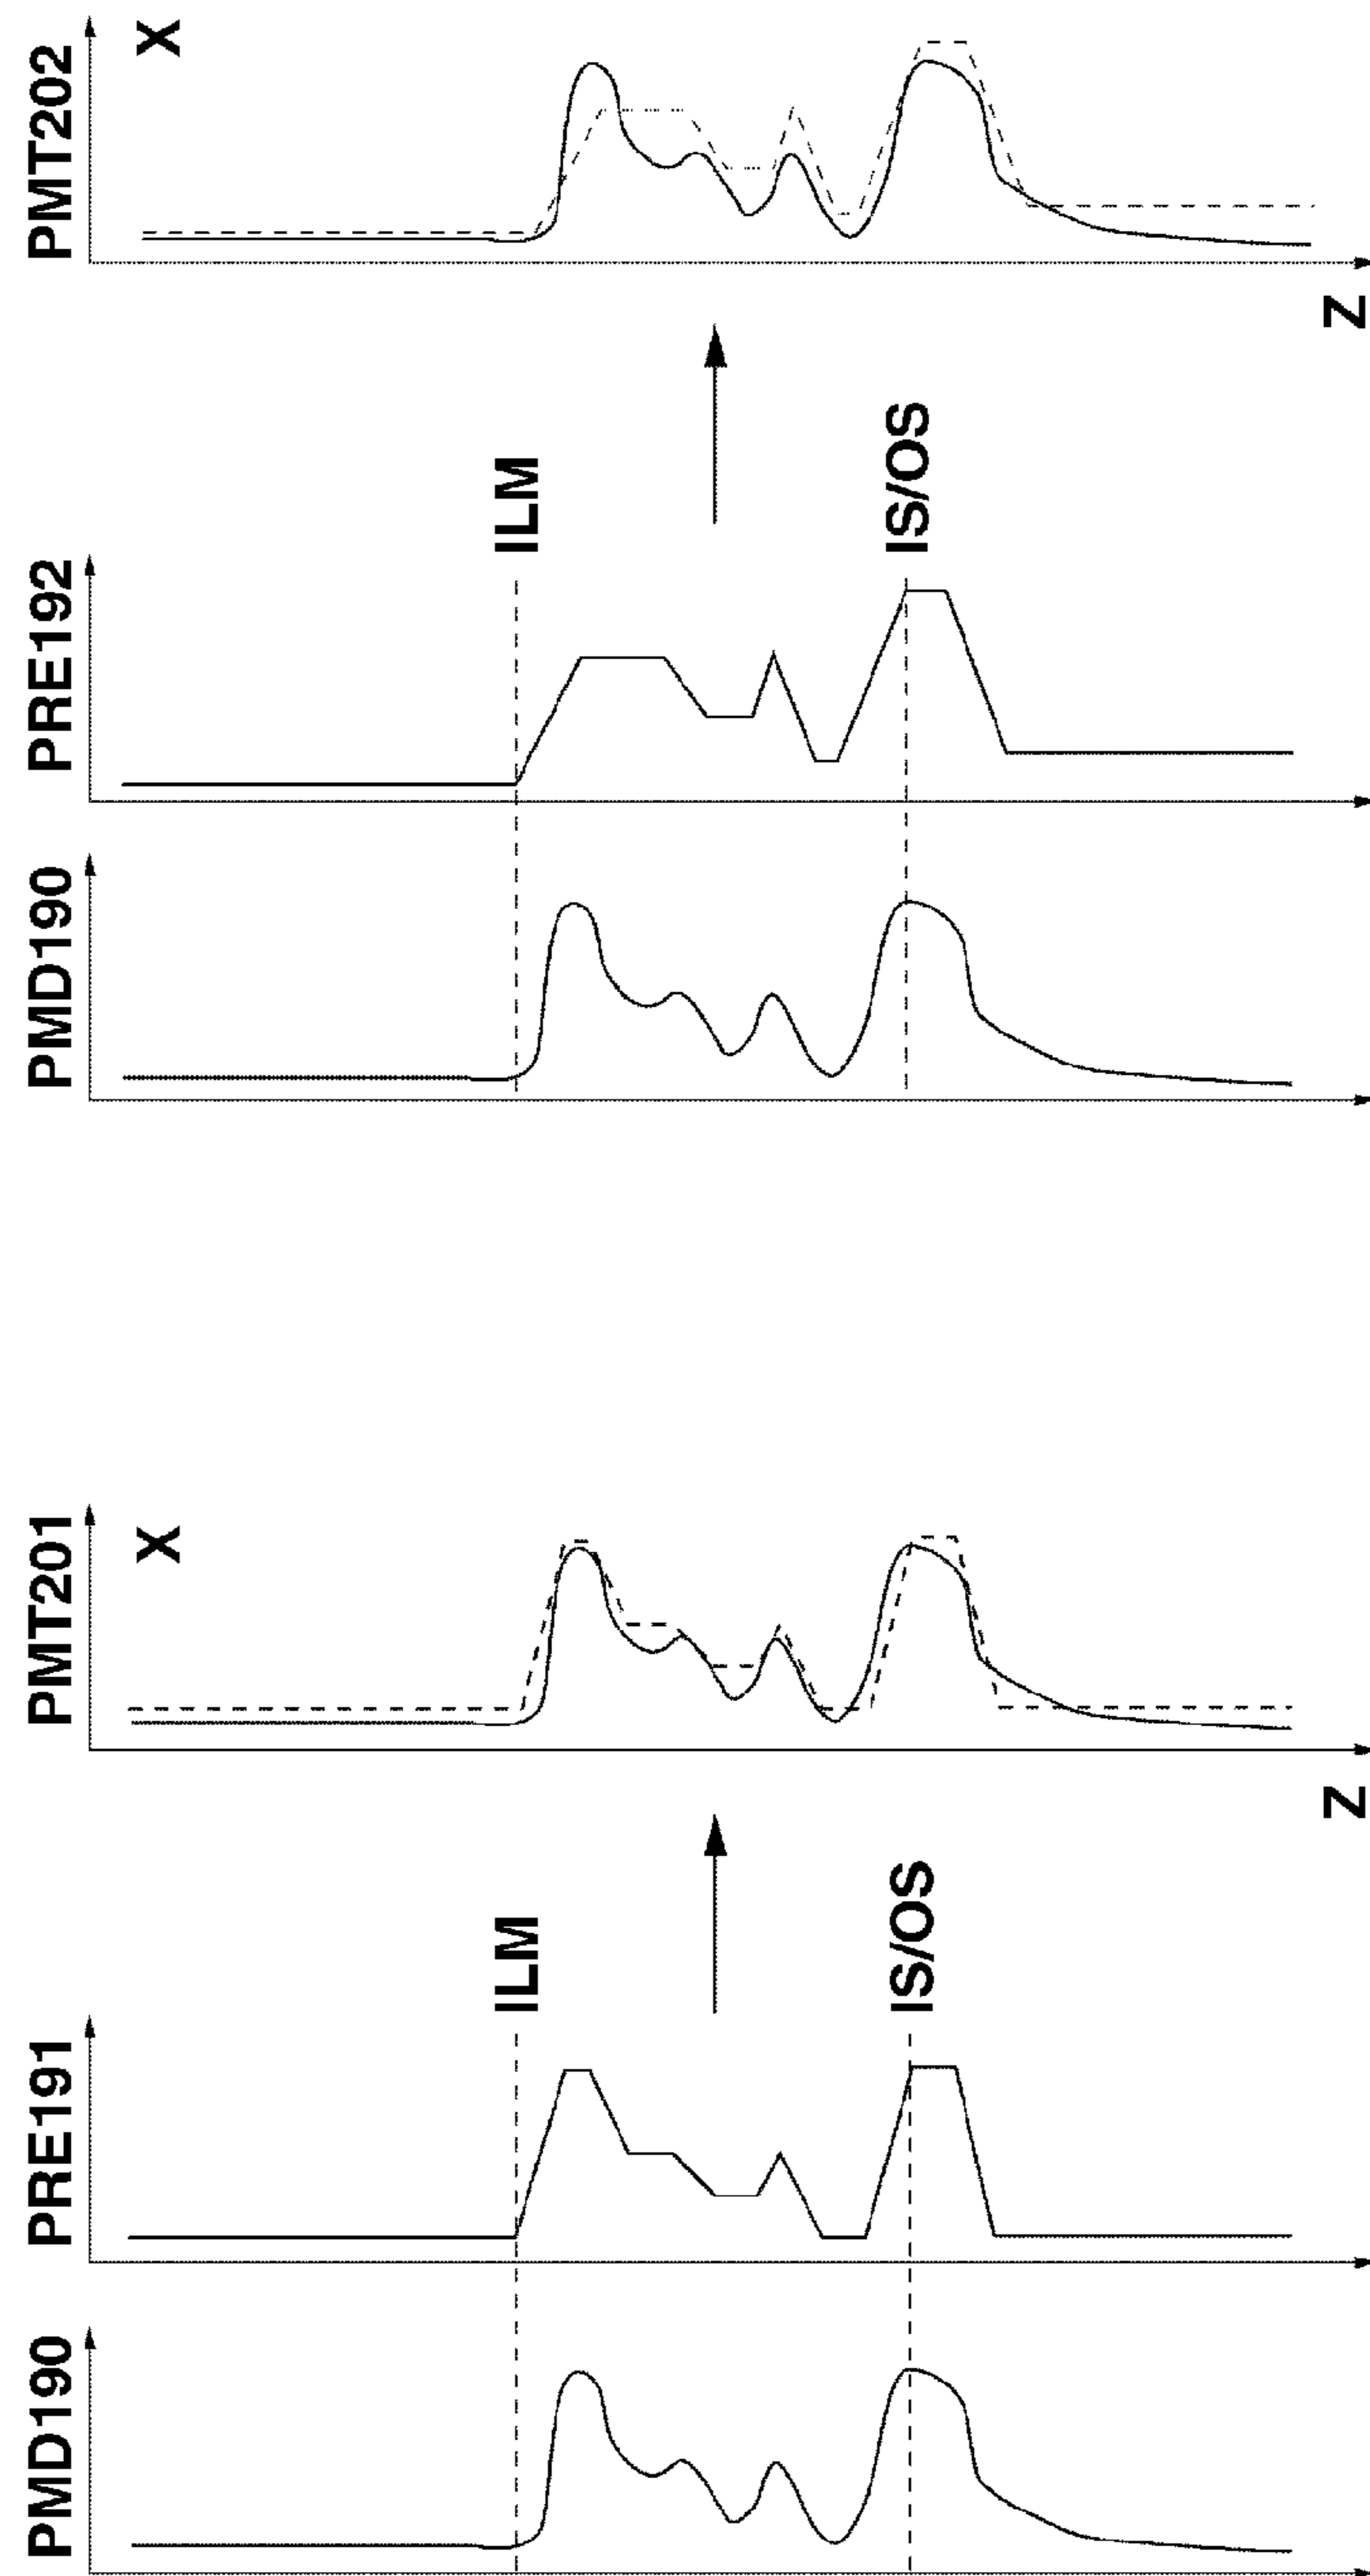 PMD190
PRE191
PMT201
PMD190
PRE192
PMT202
X
X
ILM
ILM
IS/OS
IS/OS
Z
Z